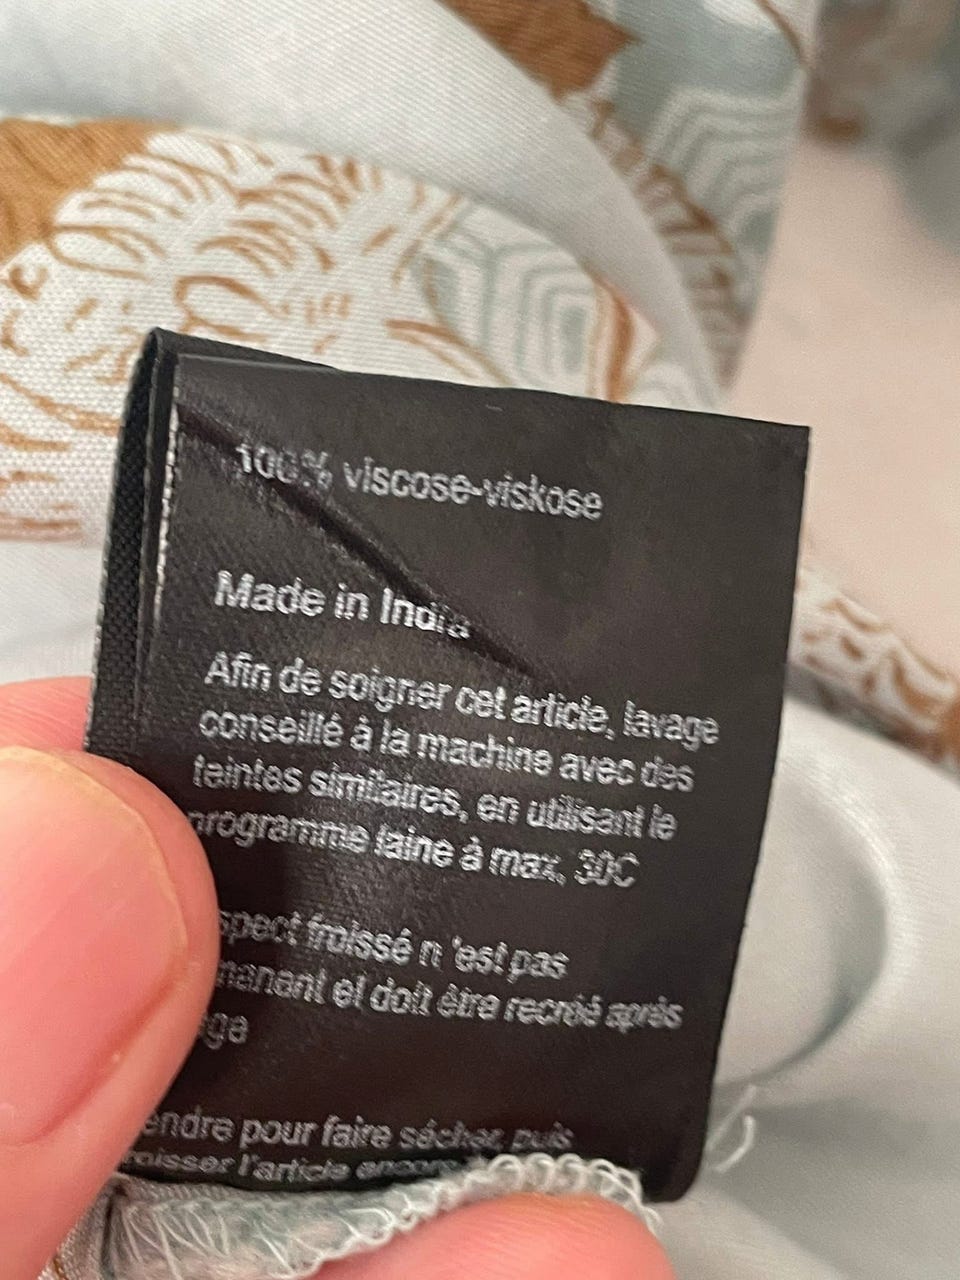 100% viscose-viskose
Made in India
Afin de soigner cet article, lavage
conseillé à la machine avec des
teintes similaires, en utilisant le
programme laine à max, 30C
spect froissé n 'est pas
manant et doit être recréé après
ge
endre pour faire sécher, puis
roisser l'article encore